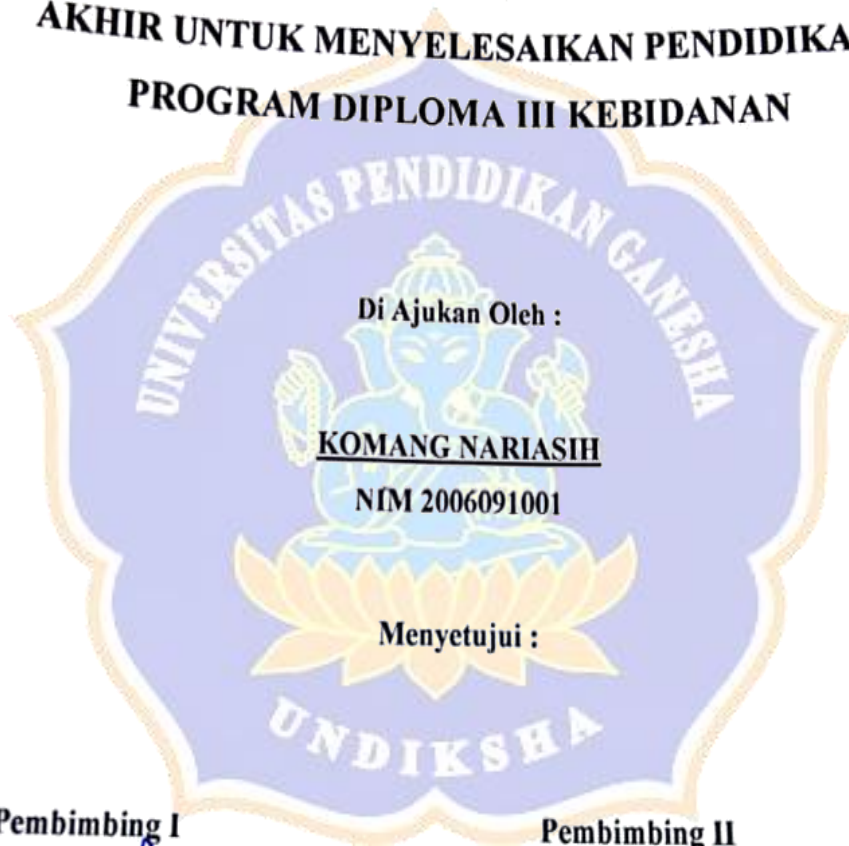 AKHIR UNTUK MENYELESAIKAN PENDIDIKA
PROGRAM DIPLOMA III KEBIDANAN
UNIVERSITAS PENDIDIKAN GANESHA
Di Ajukan Oleh :
KOMANG NARIASIH
NIM 2006091001
Menyetujui :
UNDIKSHA
Pembimbing I
Pembimbing II